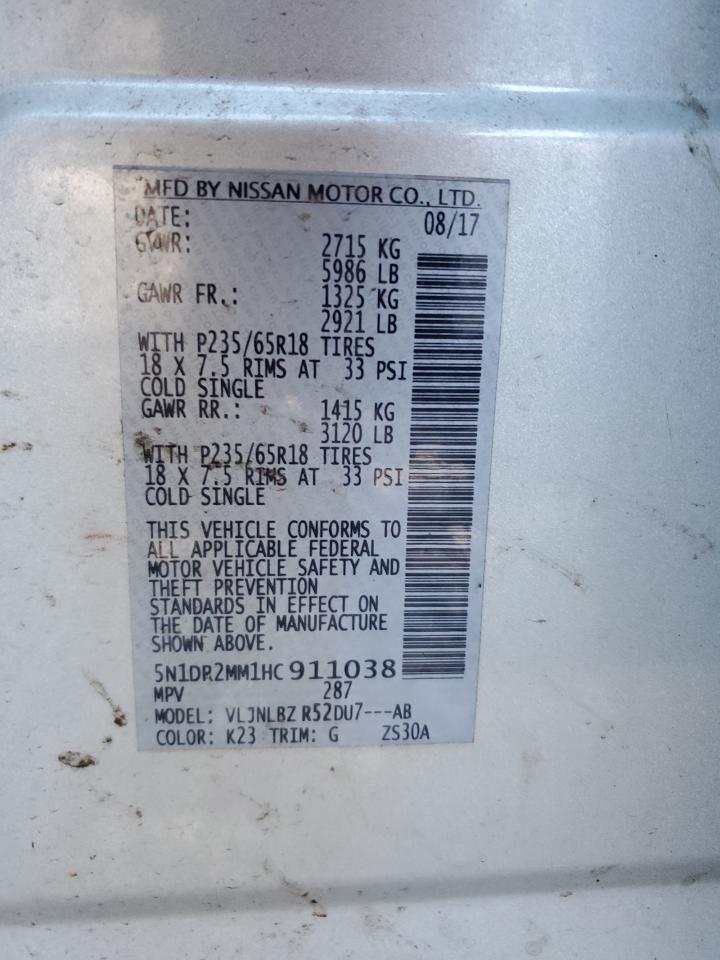 MFD BY NISSAN MOTOR CO., LTD.
DATE: 08/17
GVWR: 2715 KG
5986 LB
GAWR FR.: 1325 KG
2921 LB
WITH P235/65R18 TIRES
18 X 7.5 RIMS AT 33 PSI
COLD SINGLE
GAWR RR.: 1415 KG
3120 LB
WITH P235/65R18 TIRES
18 X 7.5 RIMS AT 33 PSI
COLD SINGLE
THIS VEHICLE CONFORMS TO
ALL APPLICABLE FEDERAL
MOTOR VEHICLE SAFETY AND
THEFT PREVENTION
STANDARDS IN EFFECT ON
THE DATE OF MANUFACTURE
SHOWN ABOVE.
5N1DR2MM1HC911038
MPV 287
MODEL: VLJNLBZ R52DU7---AB
COLOR: K23 TRIM: G ZS30A